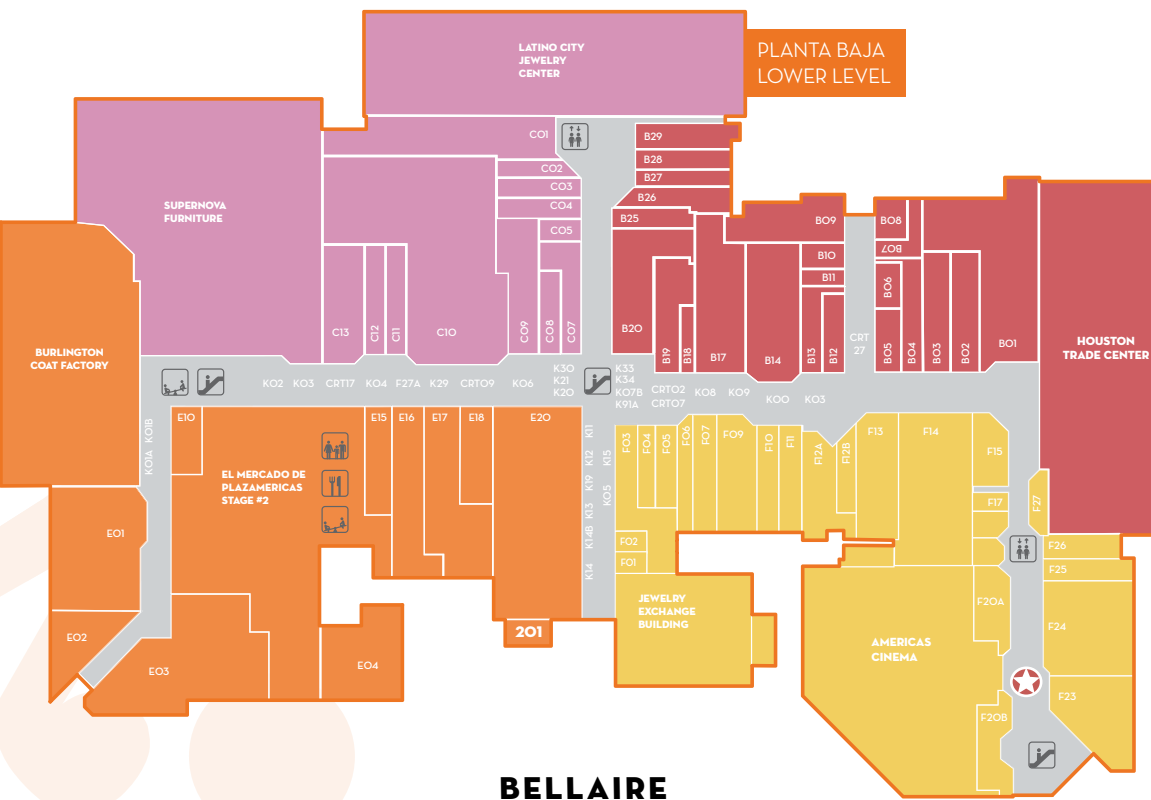 LATINO CITY
JEWELRY
CENTER
PLANTA BAJA
LOWER LEVEL
SUPERNOVA
FURNITURE
BURLINGTON
COAT FACTORY
HOUSTON
TRADE CENTER
C01
C02
C03
C04
C05
C13
C12
C11
C10
C09
C08
C07
B29
B28
B27
B26
B25
B20
B19
B18
B17
B14
B09
B10
B11
B13
B12
CRT
27
B08
B07
B06
B05
B04
B03
B02
B01
K02
K03
CRT17
K04
F27A
K29
CRT09
K06
K30
K21
K20
K33
K34
K07B
K91A
CRT02
CRT07
K08
K09
K00
K03
K01B
K01A
E10
E15
E16
E17
E18
E20
EL MERCADO DE
PLAZAMERICAS
STAGE #2
E01
E02
E03
E04
201
K11
K12
K19
K13
K14B
K14
K15
K05
F03
F04
F05
F06
F07
F09
F10
F11
F12A
F12B
F13
F14
F15
F17
F27
F02
F01
JEWELRY
EXCHANGE
BUILDING
AMERICAS
CINEMA
F26
F25
F24
F23
F20A
F20B
BELLAIRE